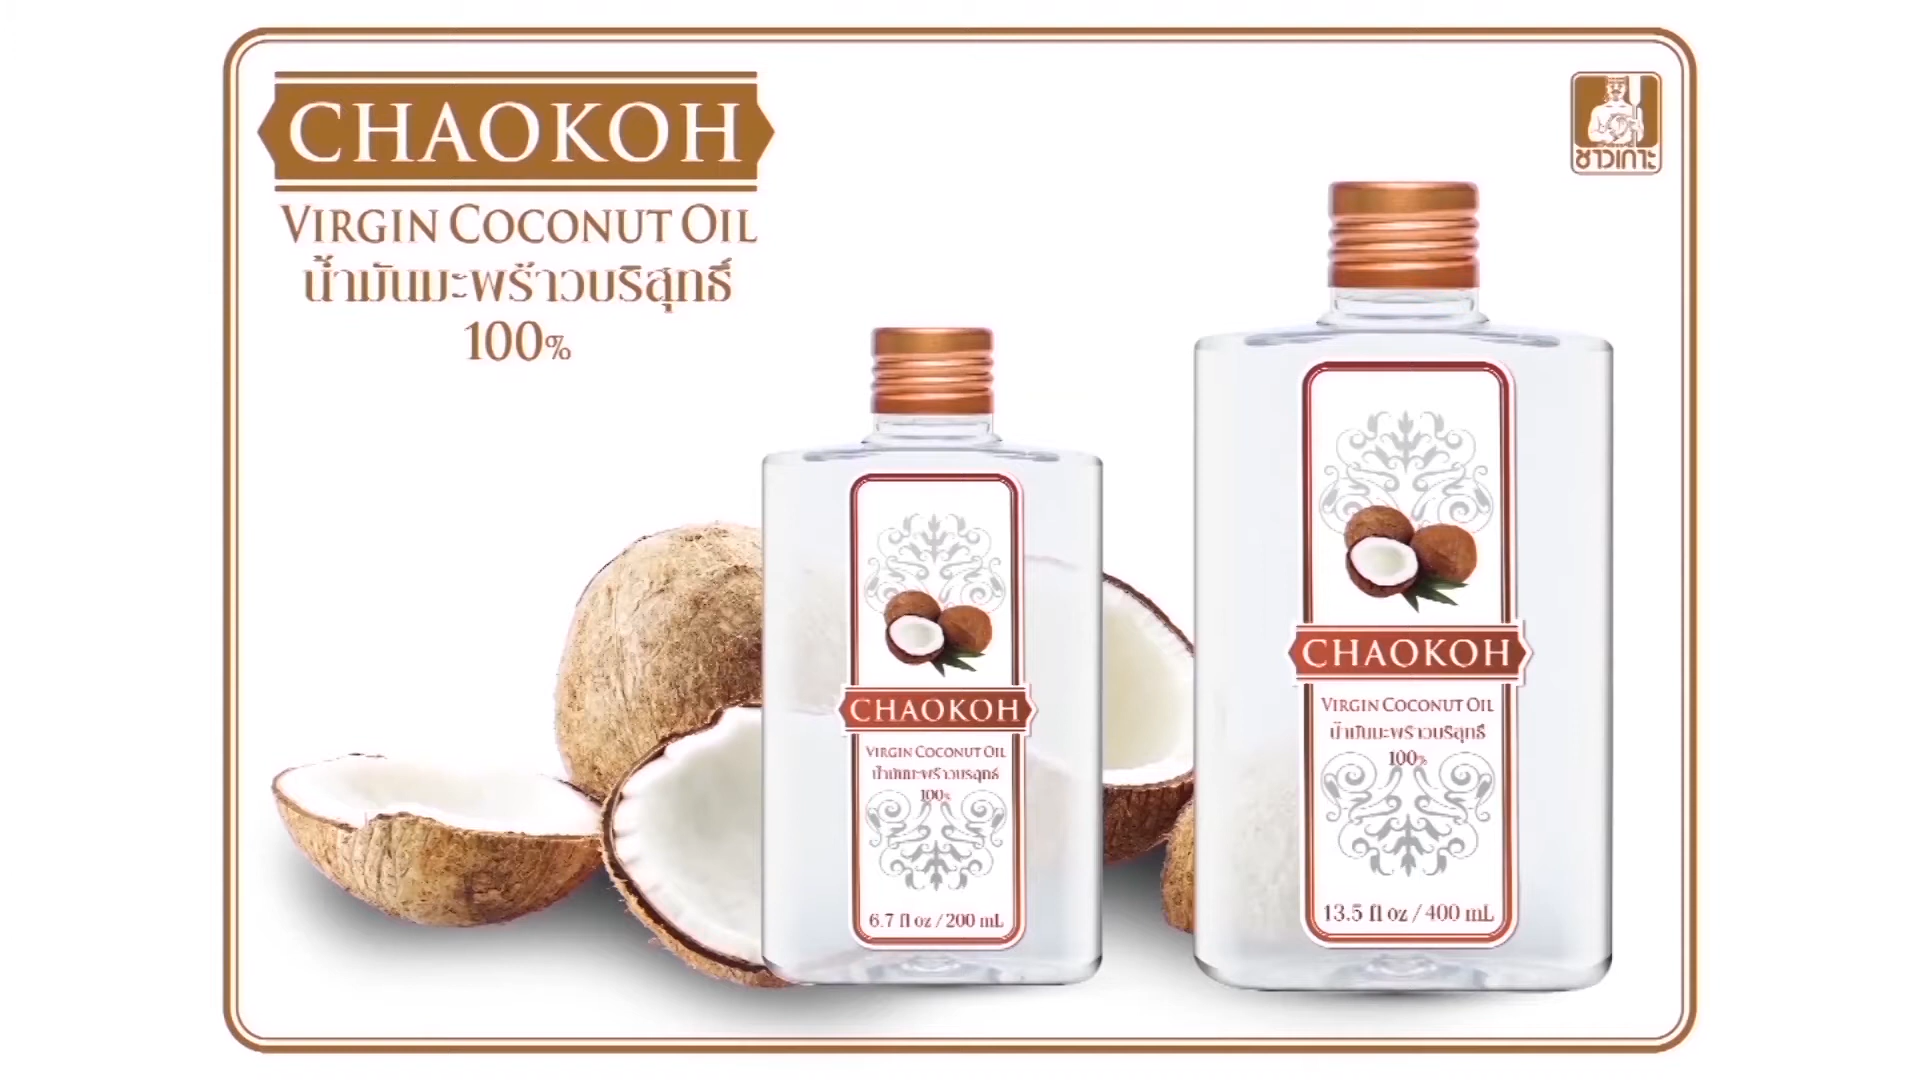 CHAOKOH
VIRGIN COCONUT OIL
น้ำมันมะพร้าวบริสุทธิ์
100%
ชาวเกาะ
CHAOKOH
VIRGIN COCONUT OIL
น้ำมันมะพร้าวบริสุทธิ์
100%
6.7 fl oz / 200 mL
CHAOKOH
VIRGIN COCONUT OIL
น้ำมันมะพร้าวบริสุทธิ์
100%
13.5 fl oz / 400 mL